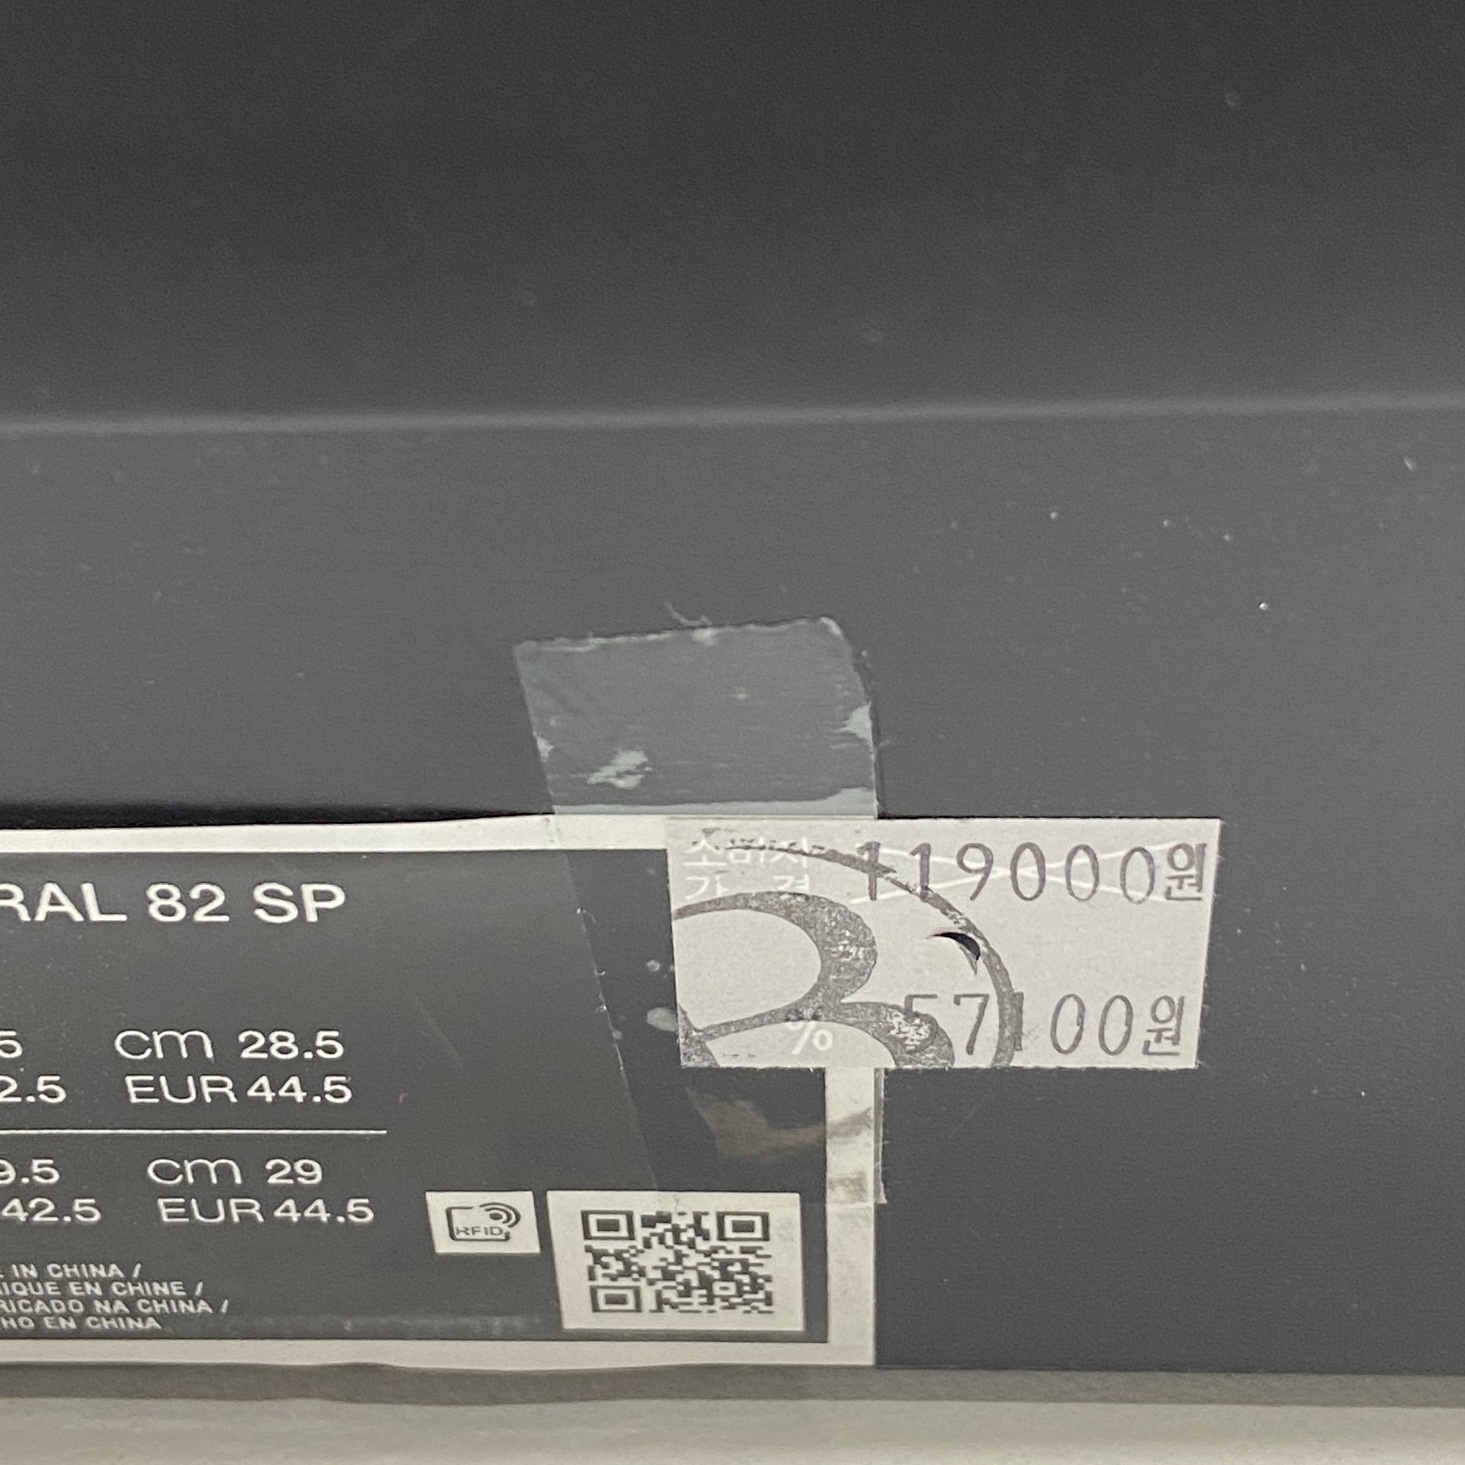 RAL 82 SP
소비자 119000원
가 격
5 CM 28.5
2.5 EUR 44.5
% 57100원
9.5 CM 29
42.5 EUR 44.5
RFID
E IN CHINA /
IQUE EN CHINE /
RICADO NA CHINA /
HO EN CHINA